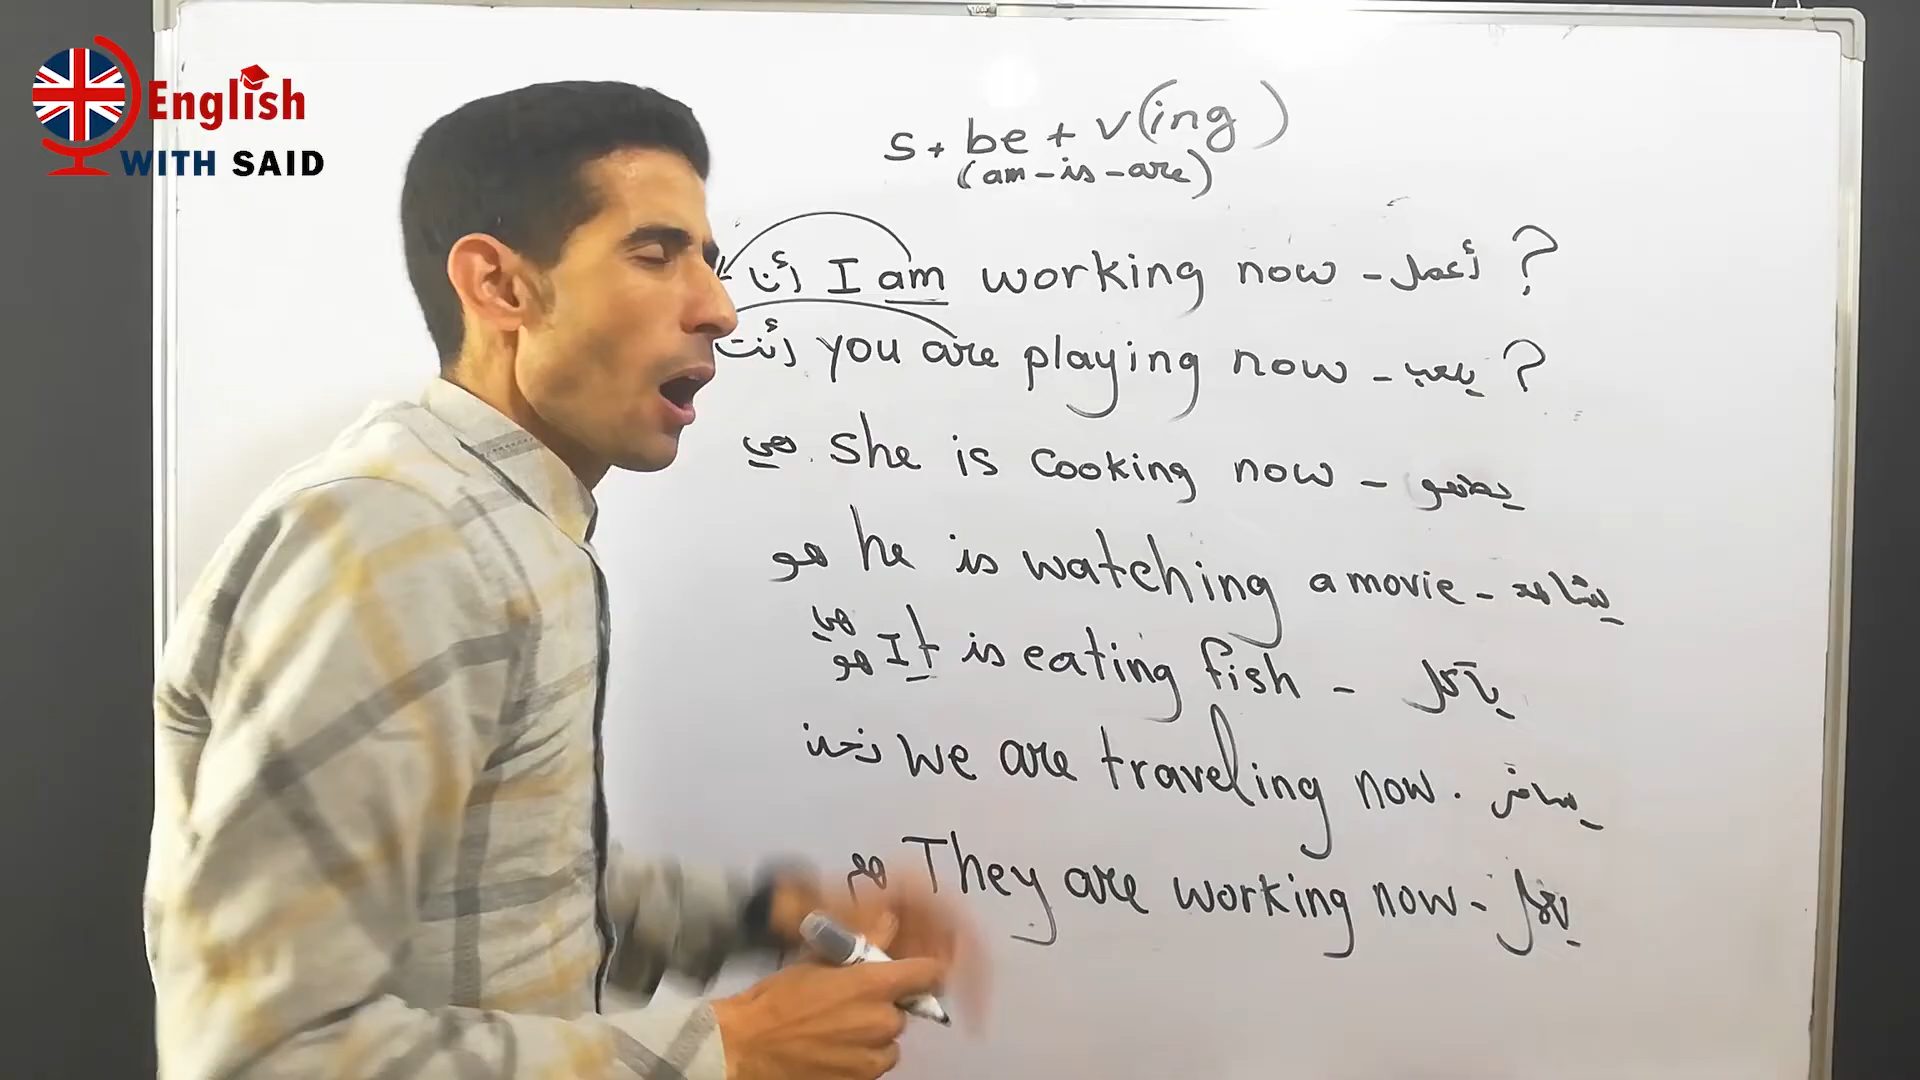 English
WITH SAID
s + be + v(ing)
(am-is-are)
أنا I am working now - أعمل ?
أنت you are playing now - يلعب ?
هي she is cooking now -
هو he is watching a movie - يشاهد
هي
هو It is eating fish - يأكل
نحن we are traveling now. يسافر
هم They are working now - يعمل